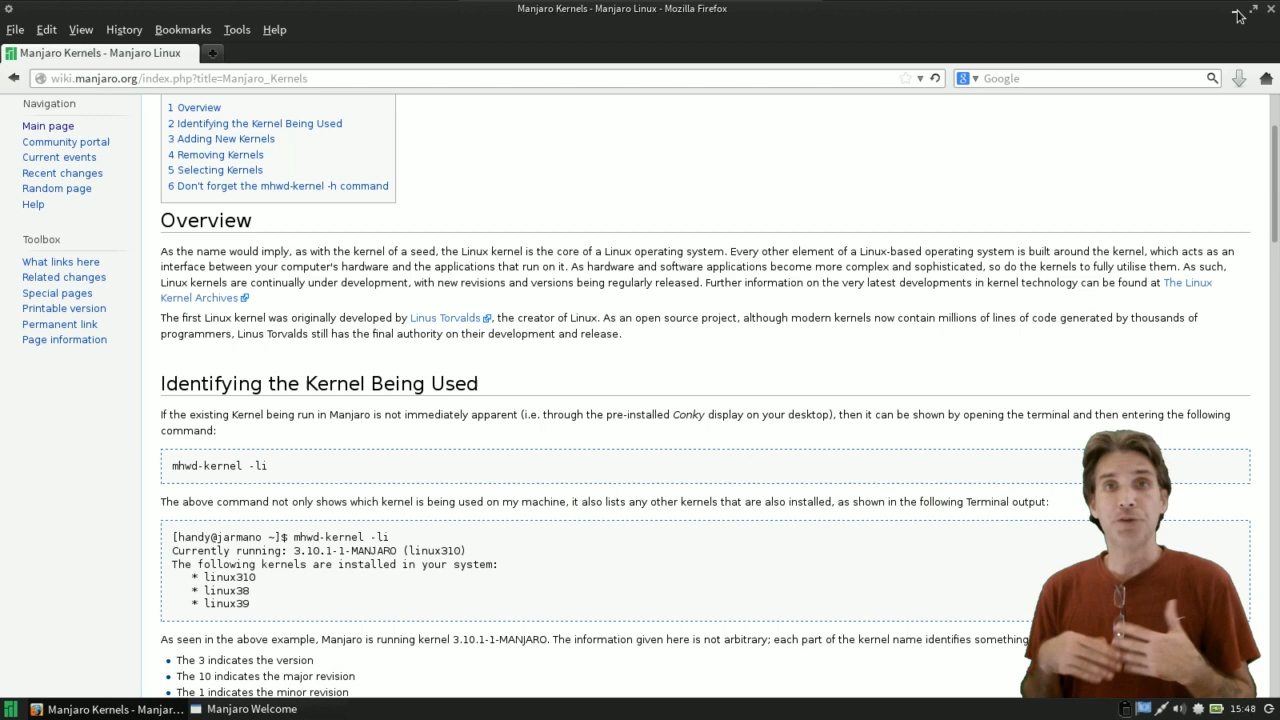 Manjaro Kernels - Manjaro Linux - Mozilla Firefox
File Edit View History Bookmarks Tools Help
Manjaro Kernels - Manjaro Linux
wiki.manjaro.org/index.php?title=Manjaro_Kernels
Google
Navigation
Main page
Community portal
Current events
Recent changes
Random page
Help
Toolbox
What links here
Related changes
Special pages
Printable version
Permanent link
Page information
1 Overview
2 Identifying the Kernel Being Used
3 Adding New Kernels
4 Removing Kernels
5 Selecting Kernels
6 Don't forget the mhwd-kernel -h command
Overview
As the name would imply, as with the kernel of a seed, the Linux kernel is the core of a Linux operating system. Every other element of a Linux-based operating system is built around the kernel, which acts as an
interface between your computer's hardware and the applications that run on it. As hardware and software applications become more complex and sophisticated, so do the kernels to fully utilise them. As such,
Linux kernels are continually under development, with new revisions and versions being regularly released. Further information on the very latest developments in kernel technology can be found at The Linux
Kernel Archives
The first Linux kernel was originally developed by Linus Torvalds, the creator of Linux. As an open source project, although modern kernels now contain millions of lines of code generated by thousands of
programmers, Linus Torvalds still has the final authority on their development and release.
Identifying the Kernel Being Used
If the existing Kernel being run in Manjaro is not immediately apparent (i.e. through the pre-installed Conky display on your desktop), then it can be shown by opening the terminal and then entering the following
command:
mhwd-kernel -li
The above command not only shows which kernel is being used on my machine, it also lists any other kernels that are also installed, as shown in the following Terminal output:
[handy@jarmano ~]$ mhwd-kernel -li
Currently running: 3.10.1-1-MANJARO (linux310)
The following kernels are installed in your system:
* linux310
* linux38
* linux39
As seen in the above example, Manjaro is running kernel 3.10.1-1-MANJARO. The information given here is not arbitrary; each part of the kernel name identifies something
• The 3 indicates the version
• The 10 indicates the major revision
• The 1 indicates the minor revision
Manjaro Kernels - Manjar...
Manjaro Welcome
15:48